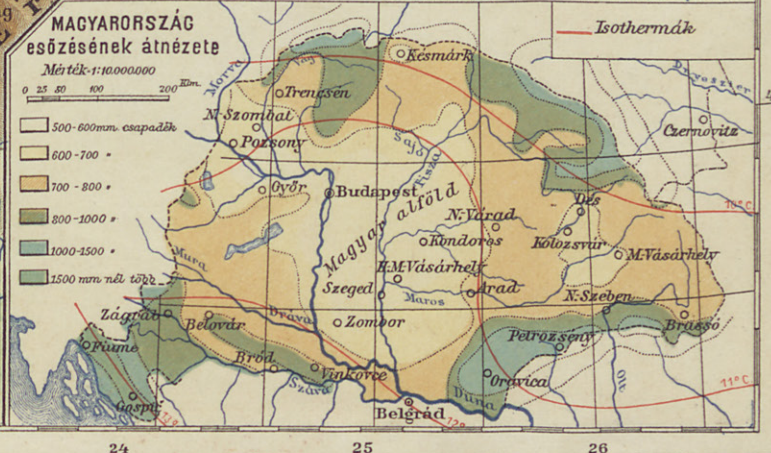 MAGYARORSZÁG
esőzésének átnézete
Mérték-1:10.000.000
0 25 50 100 200 Klm.
500-600mm csapadék
600-700 "
700-800 "
800-1000 "
1000-1500 "
1500 mm nél több
Isothermák
Morva
Vág
Késmárk
Trencsén
N-Szombat
Pozsony
Sajó
Tisza
Czernovitz
Győr
Budapest
Magyar alföld
N.-Várad
Kondoros
Dés
Kolozsvár
M-Vásárhely
10°C
Mura
H.M.Vásárhely
Szeged
Maros
Arad
N.-Szeben
Zágráb
Belovár
Dráva
Zombor
Petrozsény
Brassó
Fiume
Bród
Vinkovce
Száva
Oravica
Olt
Duna
Belgrád
Gospić
11°C
12°
13°
24 25 26